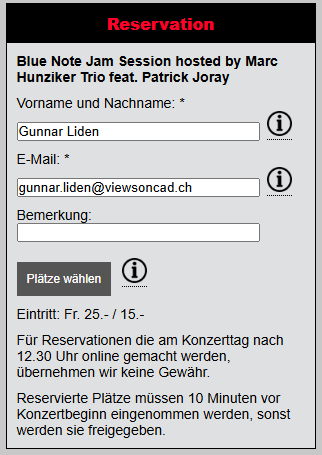 Reservation
Blue Note Jam Session hosted by Marc
Hunziker Trio feat. Patrick Joray
Vorname und Nachname: *
Gunnar Liden
E-Mail: *
gunnar.liden@viewsoncad.ch
Bemerkung:
Plätze wählen
Eintritt: Fr. 25.- / 15.-
Für Reservationen die am Konzerttag nach
12.30 Uhr online gemacht werden,
übernehmen wir keine Gewähr.
Reservierte Plätze müssen 10 Minuten vor
Konzertbeginn eingenommen werden, sonst
werden sie freigegeben.